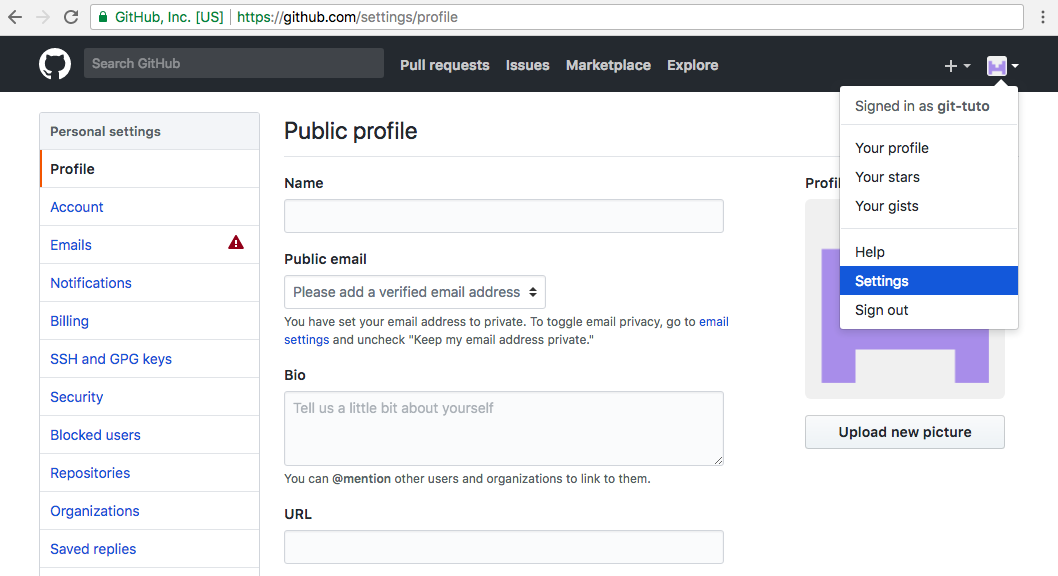 GitHub, Inc. [US] https://github.com/settings/profile
Search GitHub
Pull requests Issues Marketplace Explore
Signed in as git-tuto
Your profile
Your stars
Your gists
Help
Settings
Sign out
Personal settings
Profile
Account
Emails
Notifications
Billing
SSH and GPG keys
Security
Blocked users
Repositories
Organizations
Saved replies
Public profile
Name
Public email
Please add a verified email address
You have set your email address to private. To toggle email privacy, go to email
settings and uncheck "Keep my email address private."
Bio
Tell us a little bit about yourself
You can @mention other users and organizations to link to them.
URL
Profil
Upload new picture